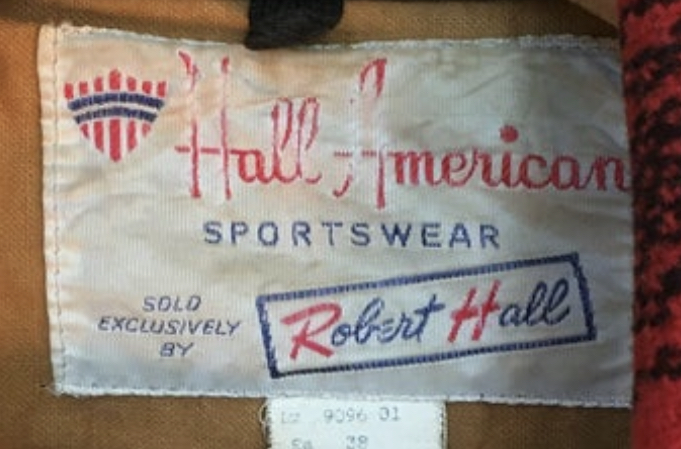 Hall-American
SPORTSWEAR
SOLD
EXCLUSIVELY
BY
Robert Hall
9096 01
38